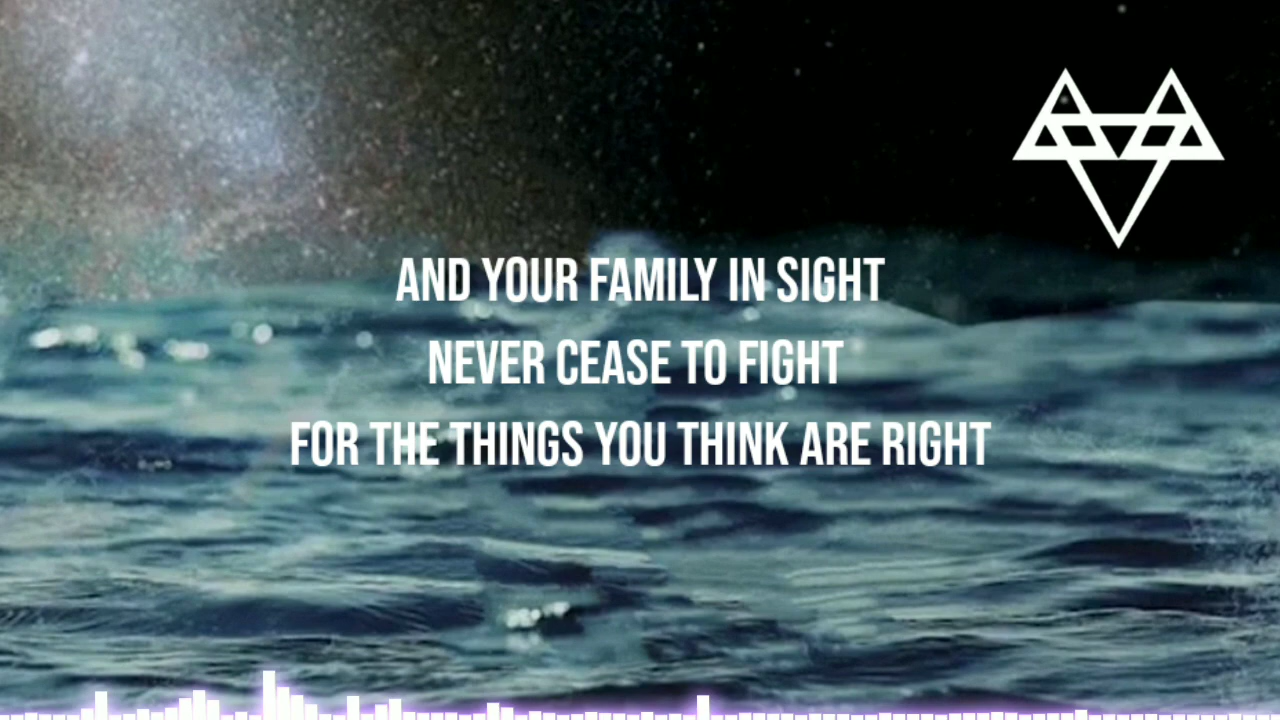 AND YOUR FAMILY IN SIGHT
NEVER CEASE TO FIGHT
FOR THE THINGS YOU THINK ARE RIGHT